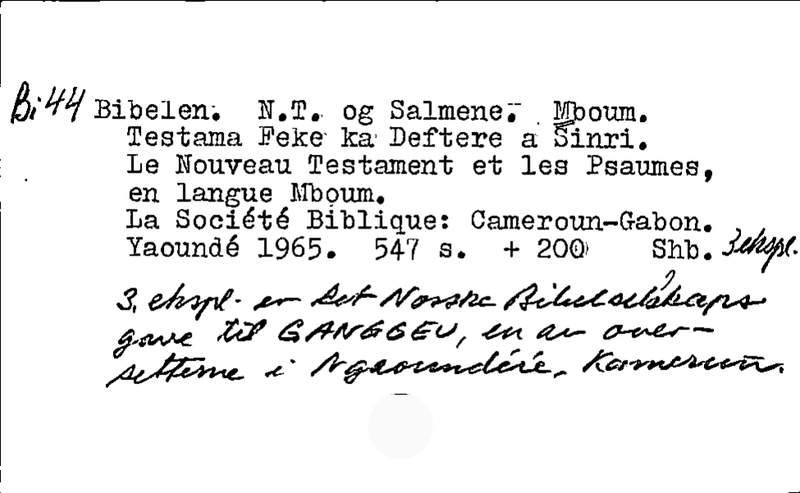 Bi 44 Bibelen. N.T. og Salmene. Mboum.
Testama Feke ka Deftere a Sinri.
Le Nouveau Testament et les Psaumes,
en langue Mboum.
La Société Biblique: Cameroun-Gabon.
Yaoundé 1965. 547 s. + 200 Shb. 3 ekspl.
3. ekspl. er Det Norske Bibelselskaps
gave til GANGGEU, en av over-
setterne i Ngaoundéré, Kamerun.